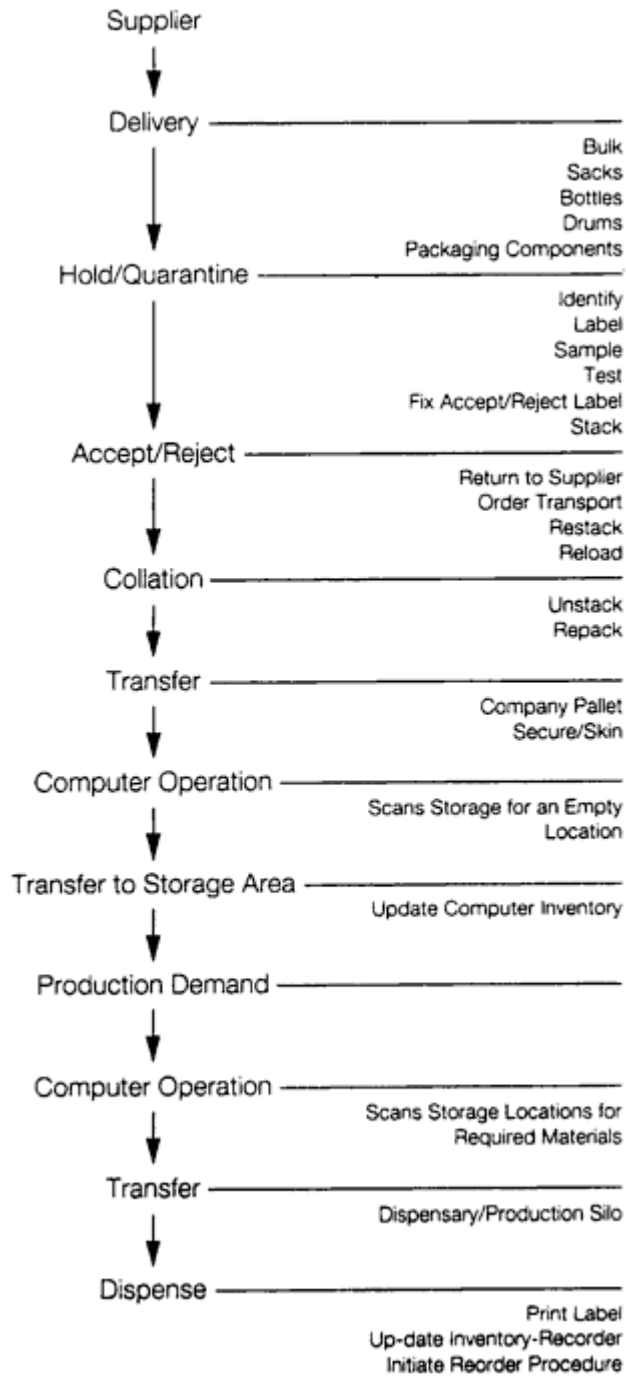 Supplier
Delivery
Bulk
Sacks
Bottles
Drums
Packaging Components
Hold/Quarantine
Identify
Label
Sample
Test
Fix Accept/Reject Label
Stack
Accept/Reject
Return to Supplier
Order Transport
Restack
Reload
Collation
Unstack
Repack
Transfer
Company Pallet
Secure/Skin
Computer Operation
Scans Storage for an Empty
Location
Transfer to Storage Area
Update Computer Inventory
Production Demand
Computer Operation
Scans Storage Locations for
Required Materials
Transfer
Dispensary/Production Silo
Dispense
Print Label
Up-date Inventory-Recorder
Initiate Reorder Procedure